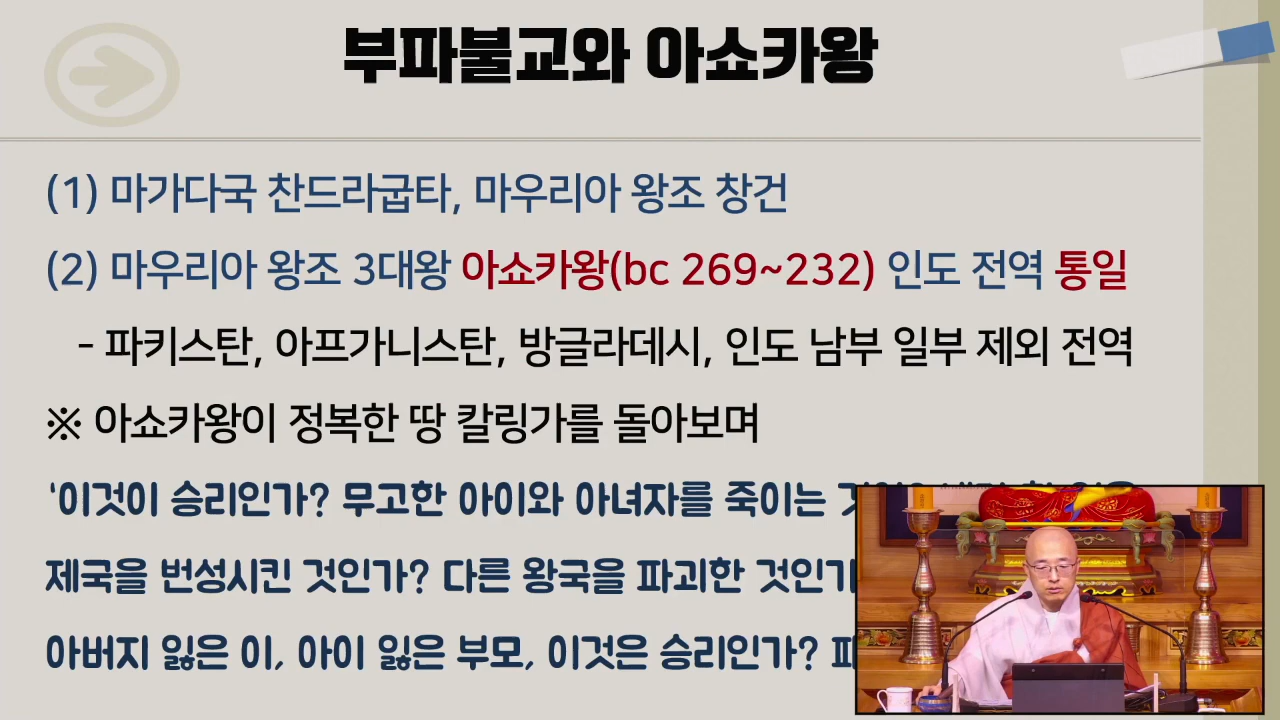 부파불교와 아쇼카왕
(1) 마가다국 찬드라굽타, 마우리아 왕조 창건
(2) 마우리아 왕조 3대왕 아쇼카왕(bc 269~232) 인도 전역 통일
- 파키스탄, 아프가니스탄, 방글라데시, 인도 남부 일부 제외 전역
※ 아쇼카왕이 정복한 땅 칼링가를 돌아보며
‘이것이 승리인가? 무고한 아이와 아녀자를 죽이는
제국을 번성시킨 것인가? 다른 왕국을 파괴한 것인가
아버지 잃은 이, 아이 잃은 부모, 이것은 승리인가?